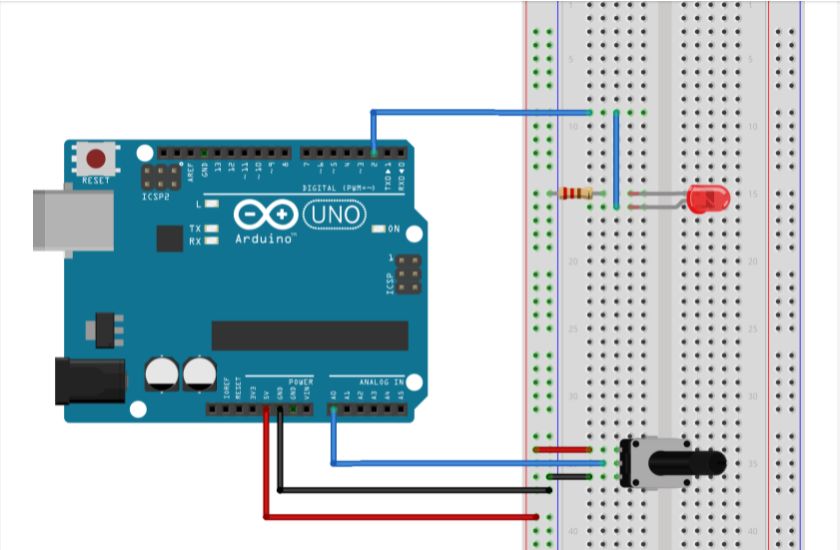 1
1
5
5
10
10
15
15
20
20
25
25
30
30
35
35
40
40
RESET
ICSP2
AREF
GND
13
12
~11
~10
~9
8
7
~6
~5
4
~3
2
TXD▶1
RXD◀0
DIGITAL (PWM=~)
L
TX
RX
UNO
ON
Arduino™
1
ICSP
POWER
ANALOG IN
IOREF
RESET
3V3
5V
GND
GND
VIN
A0
A1
A2
A3
A4
A5